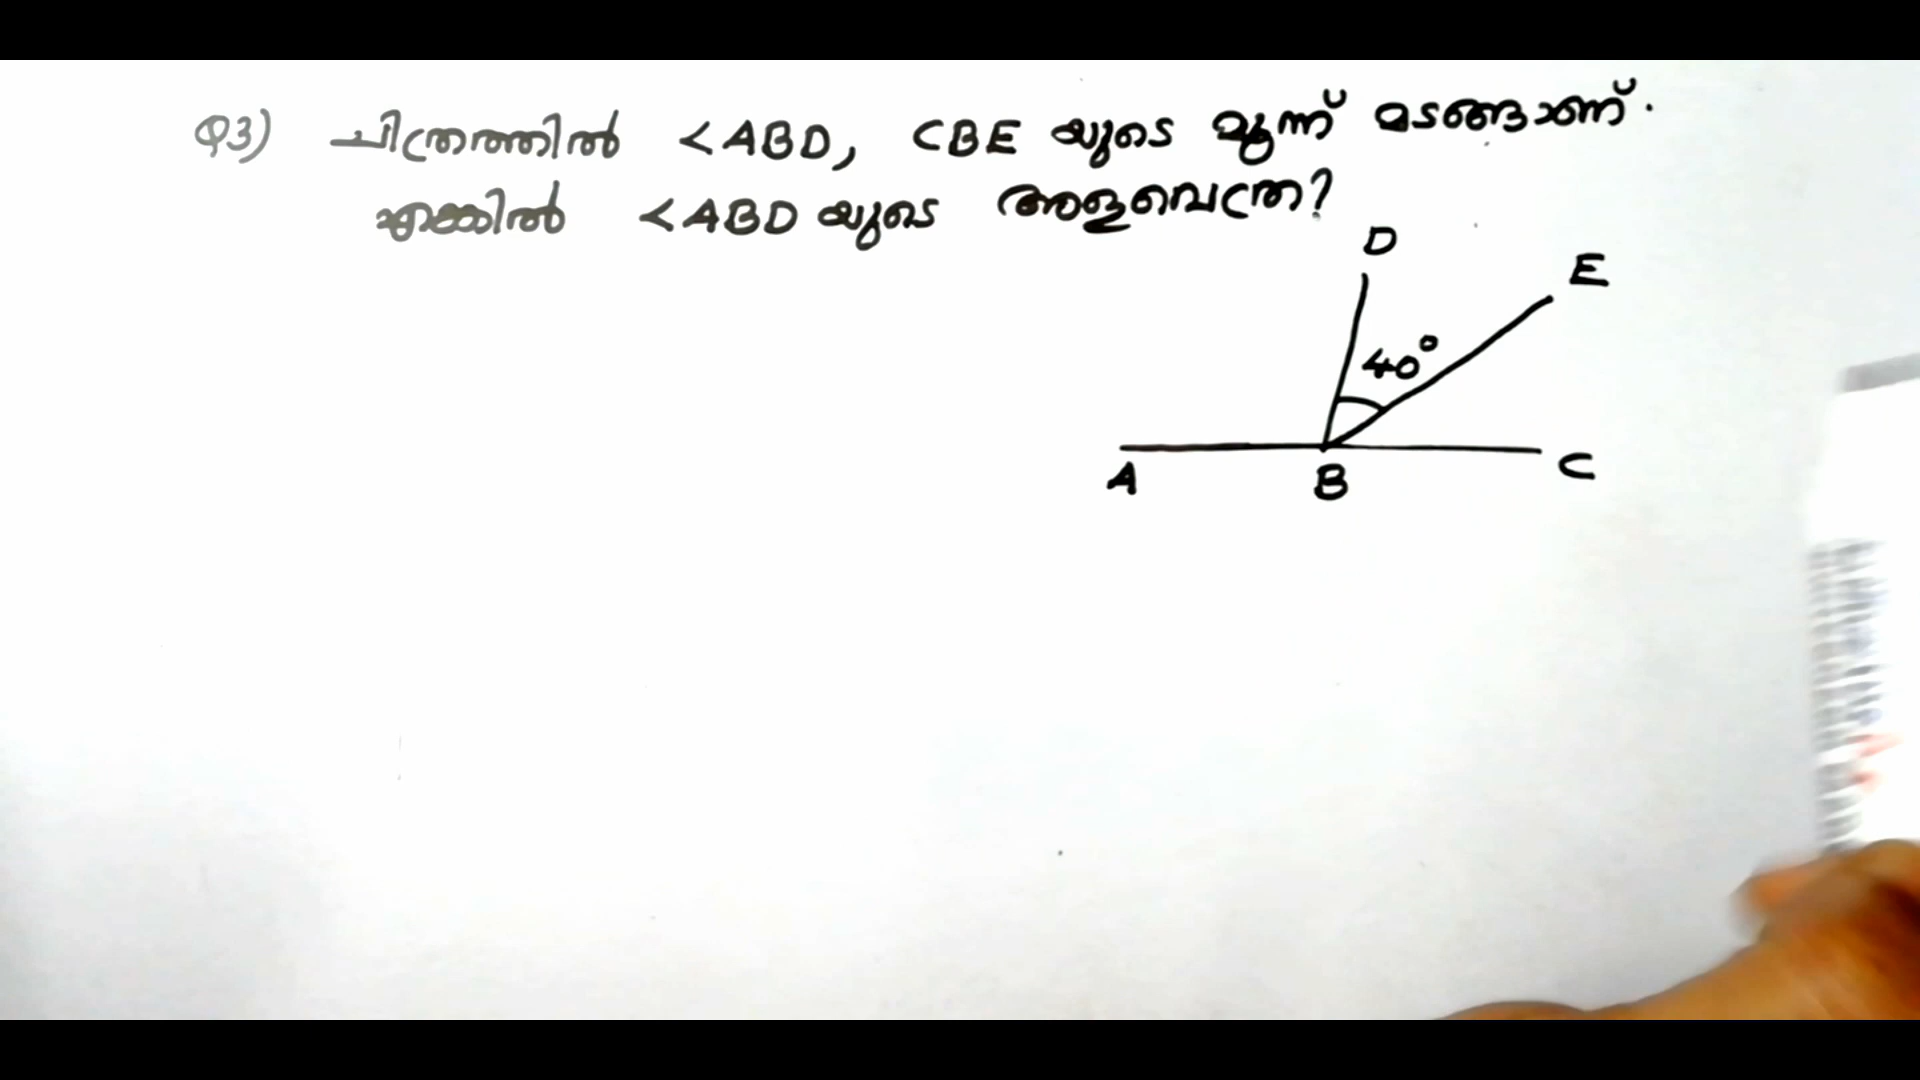 Q3) ചിത്രത്തിൽ <ABD, CBE യുടെ മൂന്ന് മടങ്ങാണ്.
എങ്കിൽ <ABD യുടെ അളവെത്ര?
D
E
40°
A B C